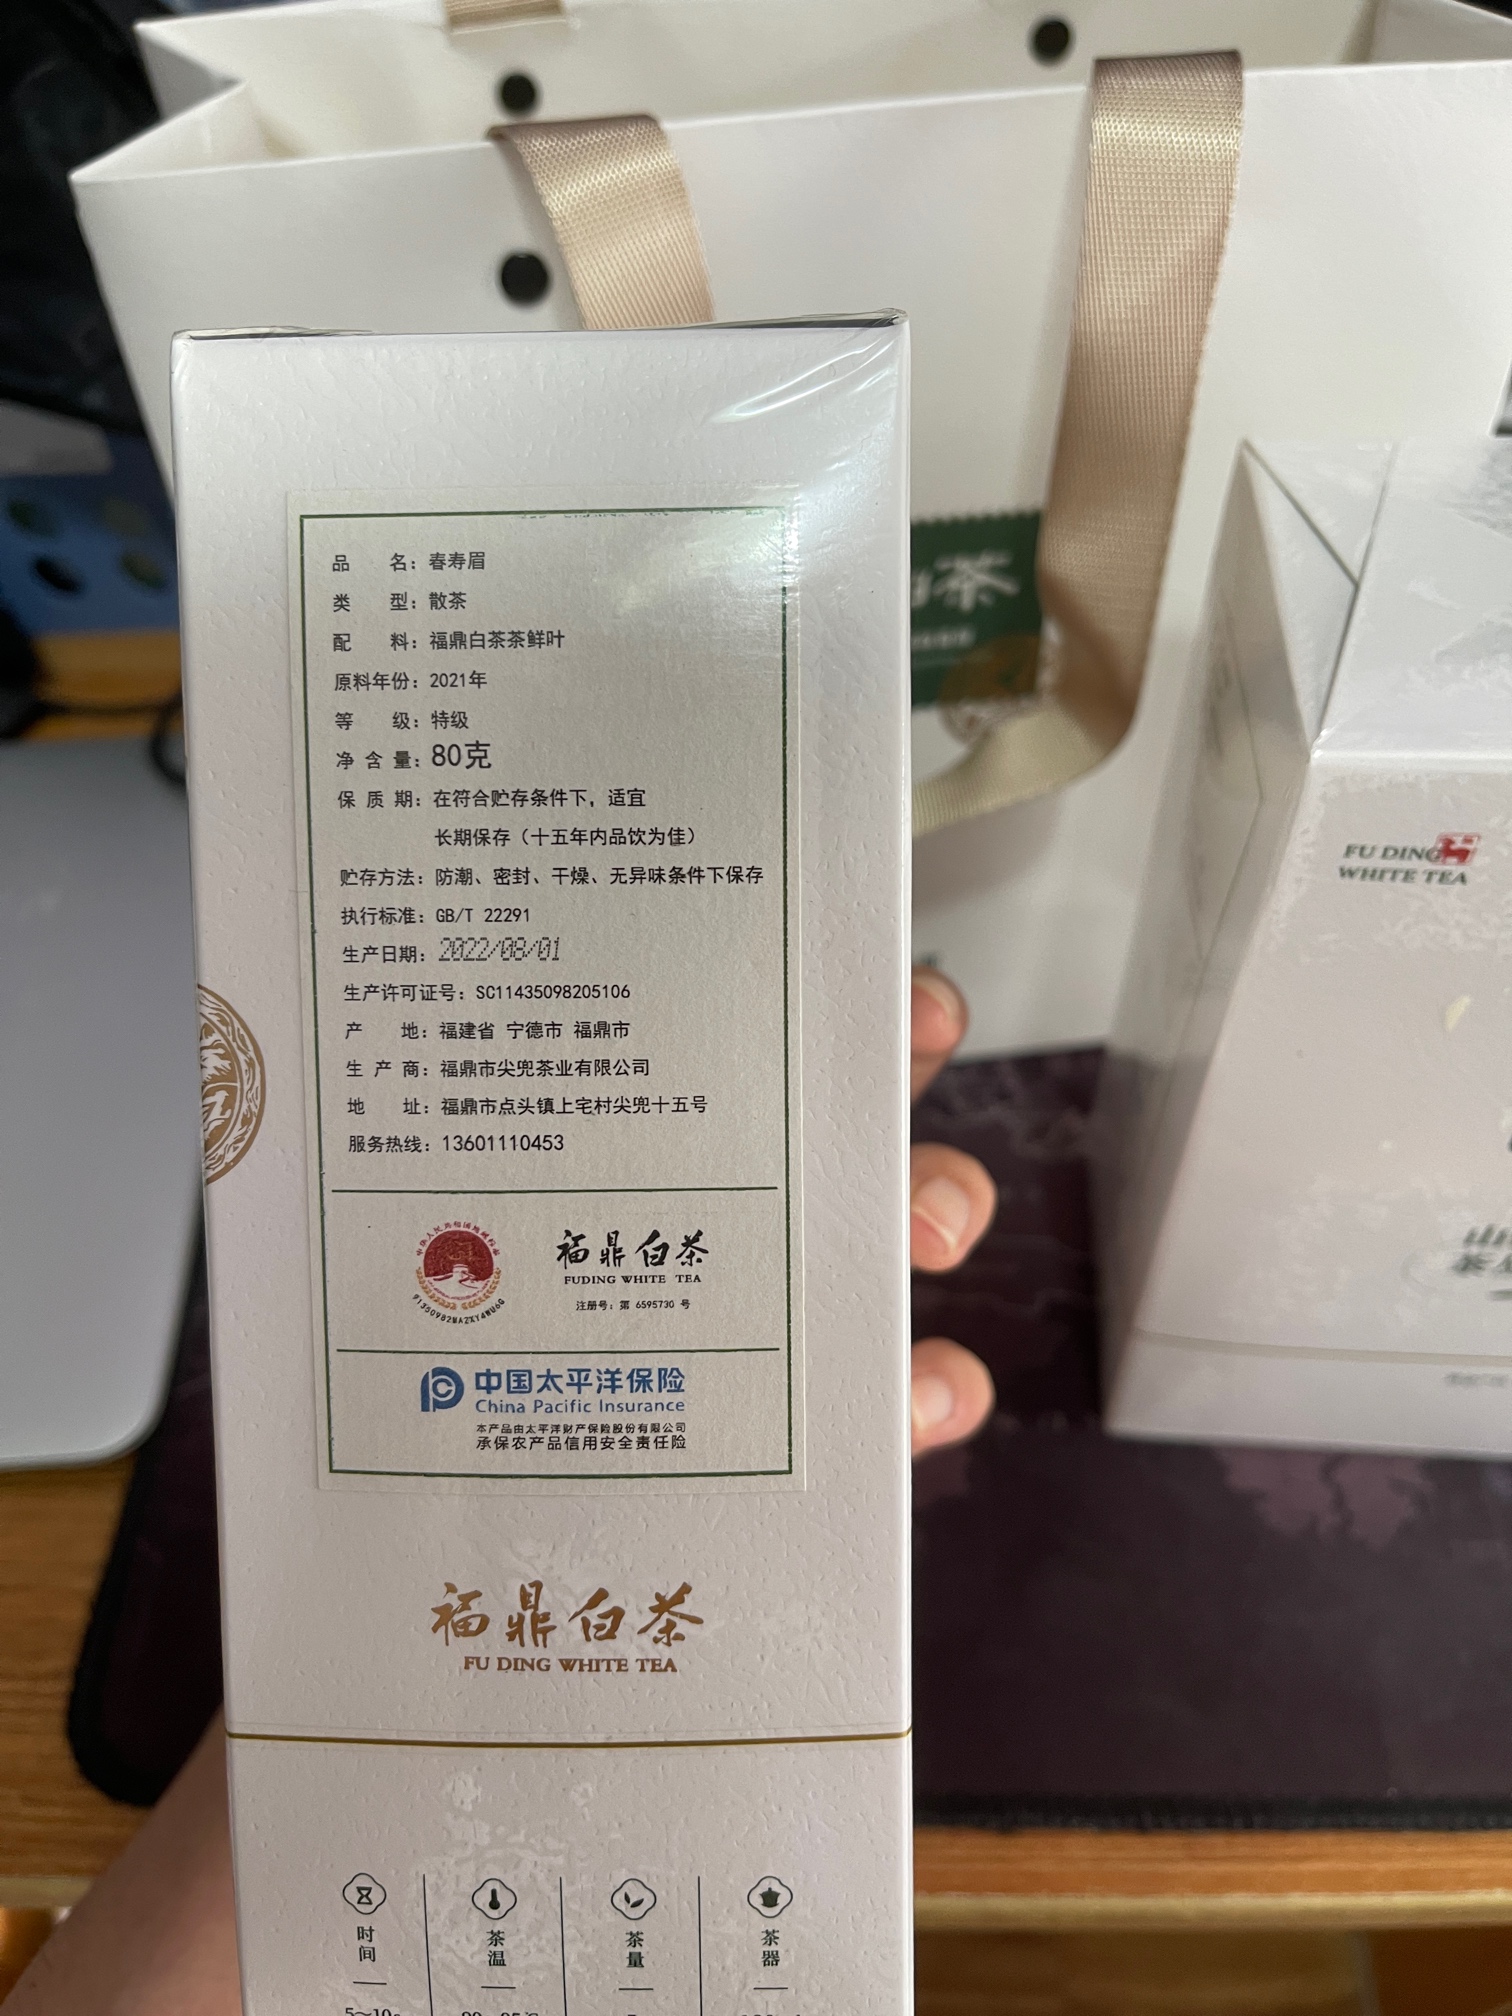 品 名：春寿眉
类 型：散茶
配 料：福鼎白茶茶鲜叶
原料年份：2021年
等 级：特级
净 含 量：80克
保 质 期：在符合贮存条件下，适宜
长期保存（十五年内品饮为佳）
贮存方法：防潮、密封、干燥、无异味条件下保存
执行标准：GB/T 22291
生产日期：2022/08/01
生产许可证号：SC11435098205106
产 地：福建省 宁德市 福鼎市
生 产 商：福鼎市尖兜茶业有限公司
地 址：福鼎市点头镇上宅村尖兜十五号
服务热线：13601110453
福鼎白茶
FUDING WHITE TEA
注册号：第 6595730 号
中国太平洋保险
China Pacific Insurance
本产品由太平洋财产保险股份有限公司
承保农产品信用安全责任险
福鼎白茶
FU DING WHITE TEA
时间
茶温
茶量
茶器
白茶
FU DING
WHITE TEA